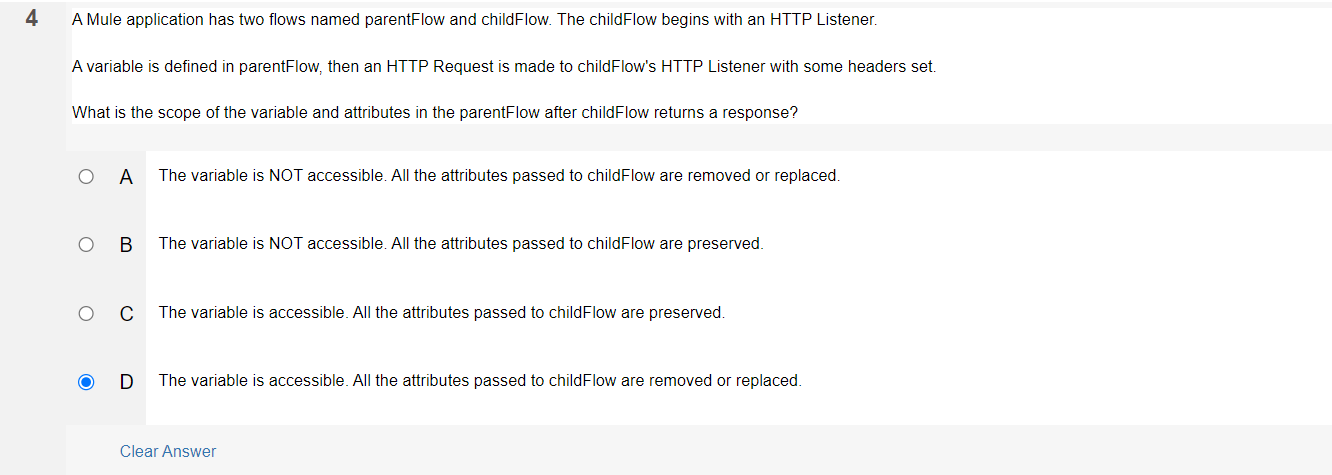 4
A Mule application has two flows named parentFlow and childFlow. The childFlow begins with an HTTP Listener.
A variable is defined in parentFlow, then an HTTP Request is made to childFlow's HTTP Listener with some headers set.
What is the scope of the variable and attributes in the parentFlow after childFlow returns a response?
A The variable is NOT accessible. All the attributes passed to childFlow are removed or replaced.
B The variable is NOT accessible. All the attributes passed to childFlow are preserved.
C The variable is accessible. All the attributes passed to childFlow are preserved.
D The variable is accessible. All the attributes passed to childFlow are removed or replaced.
Clear Answer